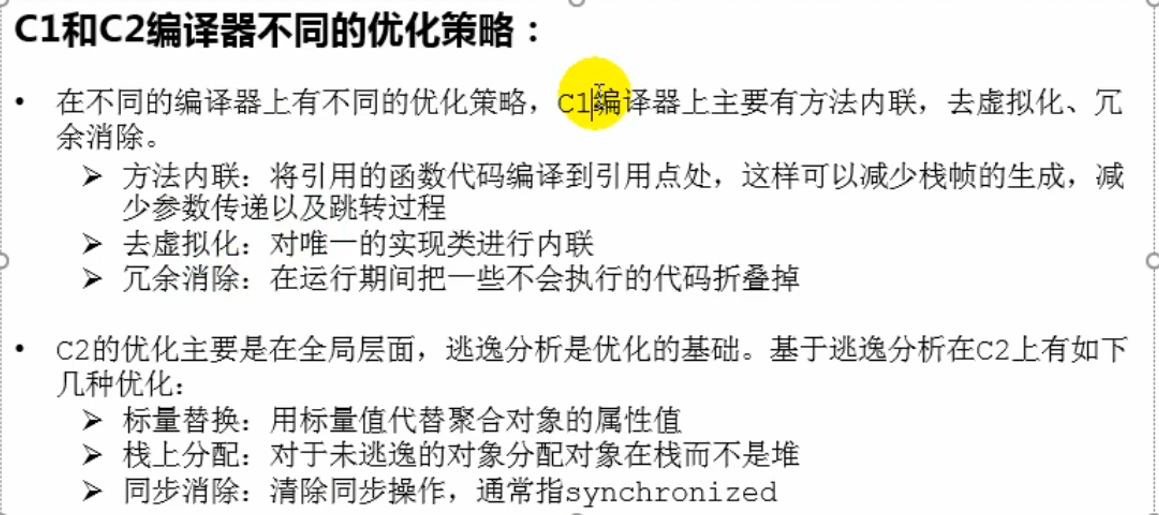 C1和C2编译器不同的优化策略：
• 在不同的编译器上有不同的优化策略，C1编译器上主要有方法内联，去虚拟化、冗
余消除。
➢ 方法内联：将引用的函数代码编译到引用点处，这样可以减少栈帧的生成，减
少参数传递以及跳转过程
➢ 去虚拟化：对唯一的实现类进行内联
➢ 冗余消除：在运行期间把一些不会执行的代码折叠掉
• C2的优化主要是在全局层面，逃逸分析是优化的基础。基于逃逸分析在C2上有如下
几种优化：
➢ 标量替换：用标量值代替聚合对象的属性值
➢ 栈上分配：对于未逃逸的对象分配对象在栈而不是堆
➢ 同步消除：清除同步操作，通常指synchronized